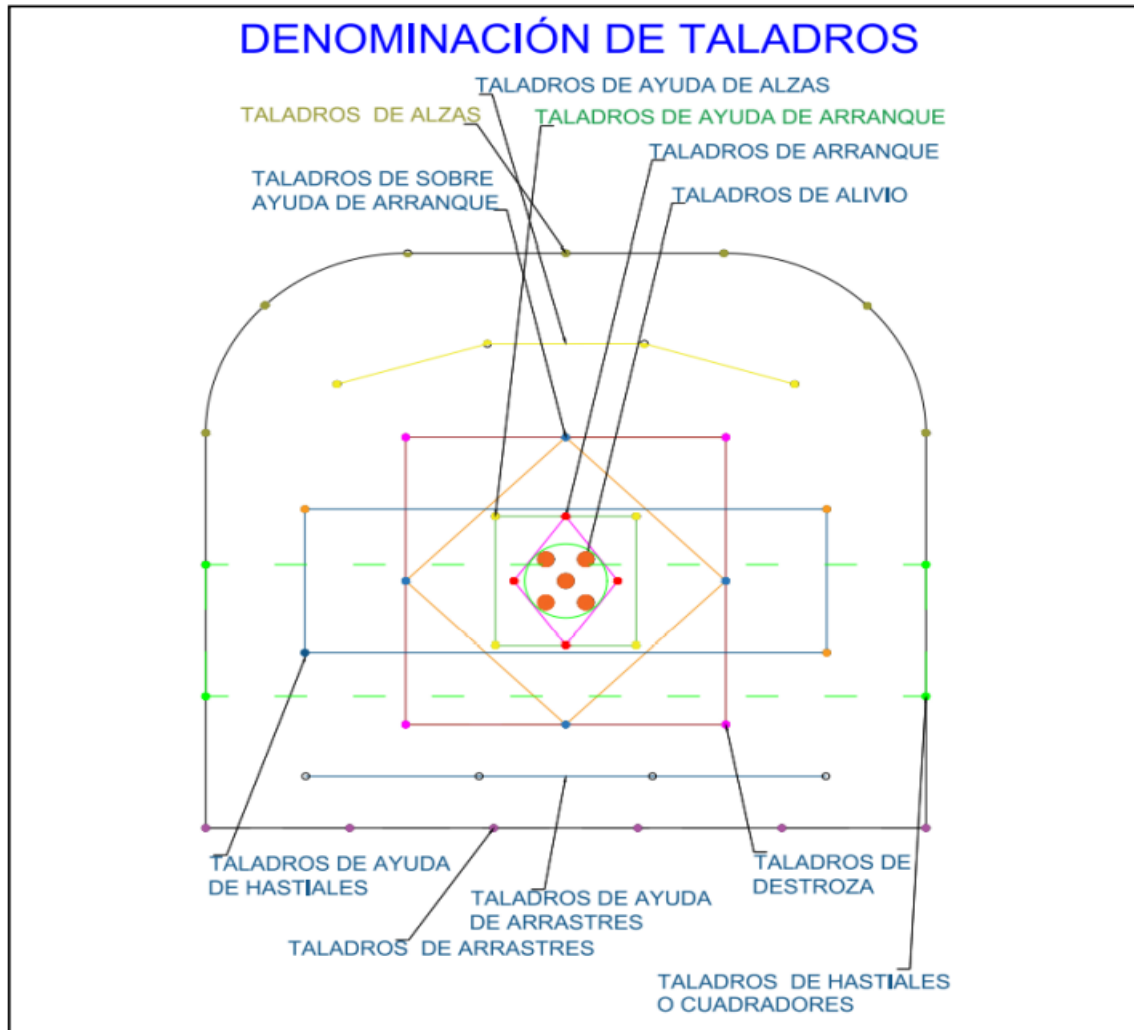 DENOMINACIÓN DE TALADROS
TALADROS DE AYUDA DE ALZAS
TALADROS DE ALZAS
TALADROS DE AYUDA DE ARRANQUE
TALADROS DE ARRANQUE
TALADROS DE SOBRE
AYUDA DE ARRANQUE
TALADROS DE ALIVIO
TALADROS DE AYUDA
DE HASTIALES
TALADROS DE
DESTROZA
TALADROS DE AYUDA
DE ARRASTRES
TALADROS DE ARRASTRES
TALADROS DE HASTIALES
O CUADRADORES